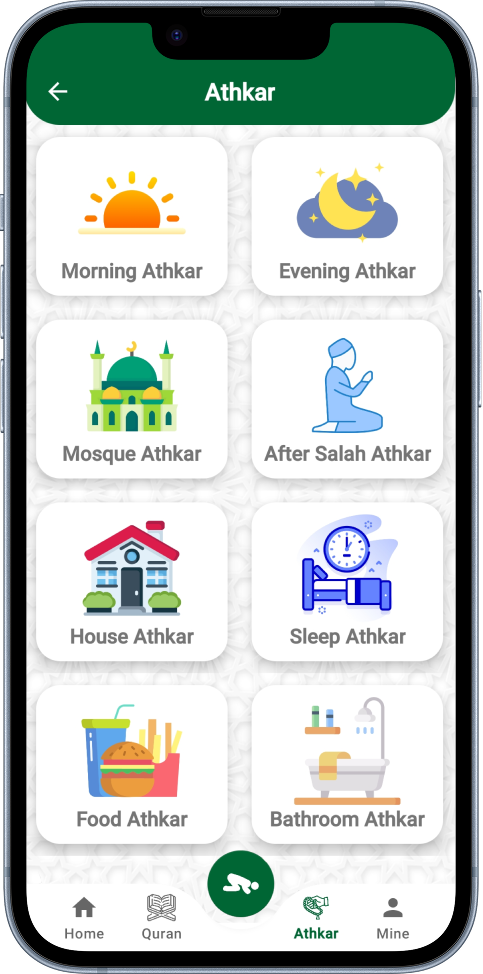 Athkar
Morning Athkar
Evening Athkar
Mosque Athkar
After Salah Athkar
House Athkar
Sleep Athkar
Food Athkar
Bathroom Athkar
Home
Quran
Athkar
Mine